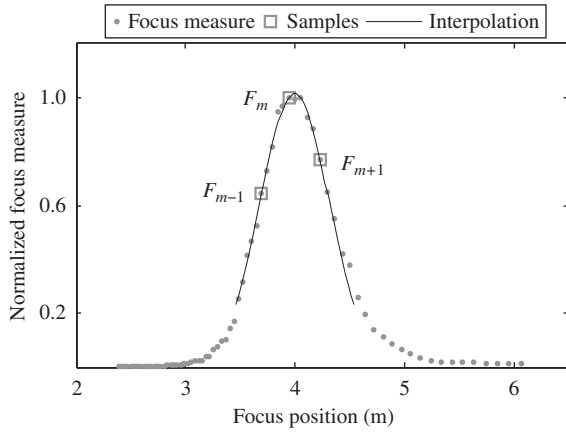 Focus measure Samples Interpolation
Normalized focus measure
1.0
0.6
0.2
F_m
F_{m−1}
F_{m+1}
2 3 4 5 6
Focus position (m)